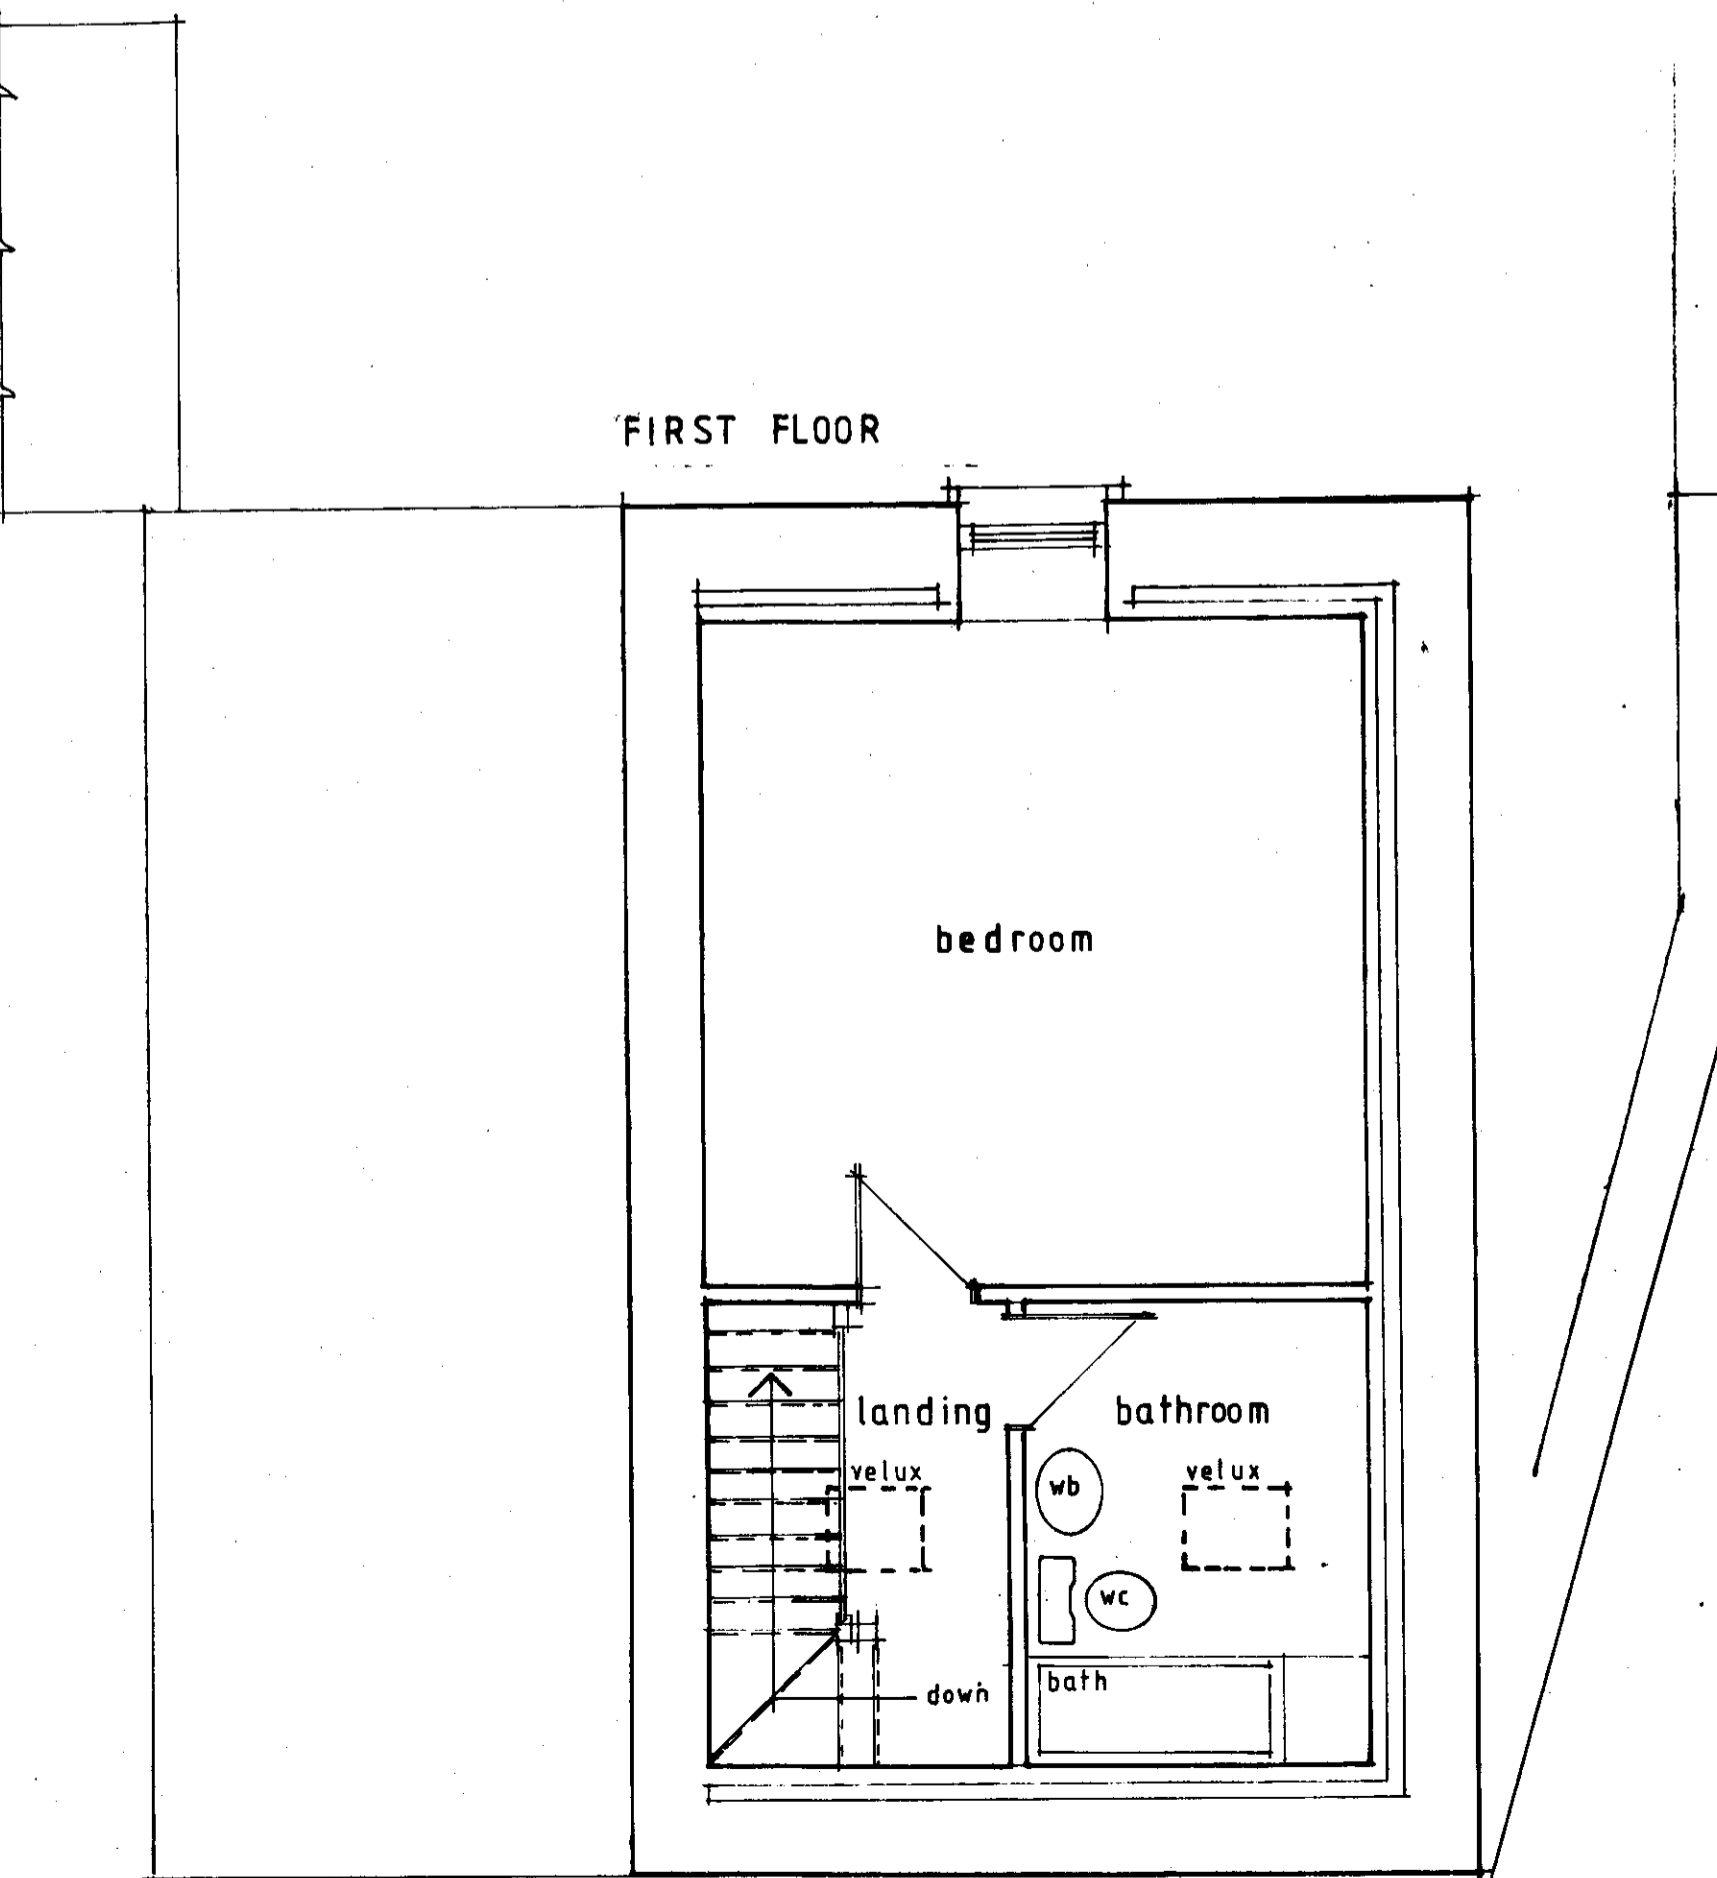 FIRST FLOOR
bedroom
landing
bathroom
velux
wb
velux
wc
bath
down